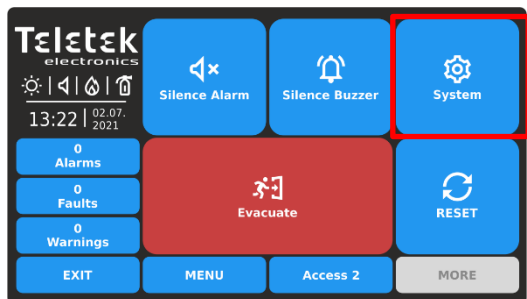 Teletek
electronics
13:22 02.07.
2021
Silence Alarm
Silence Buzzer
System
0
Alarms
0
Faults
0
Warnings
Evacuate
RESET
EXIT
MENU
Access 2
MORE